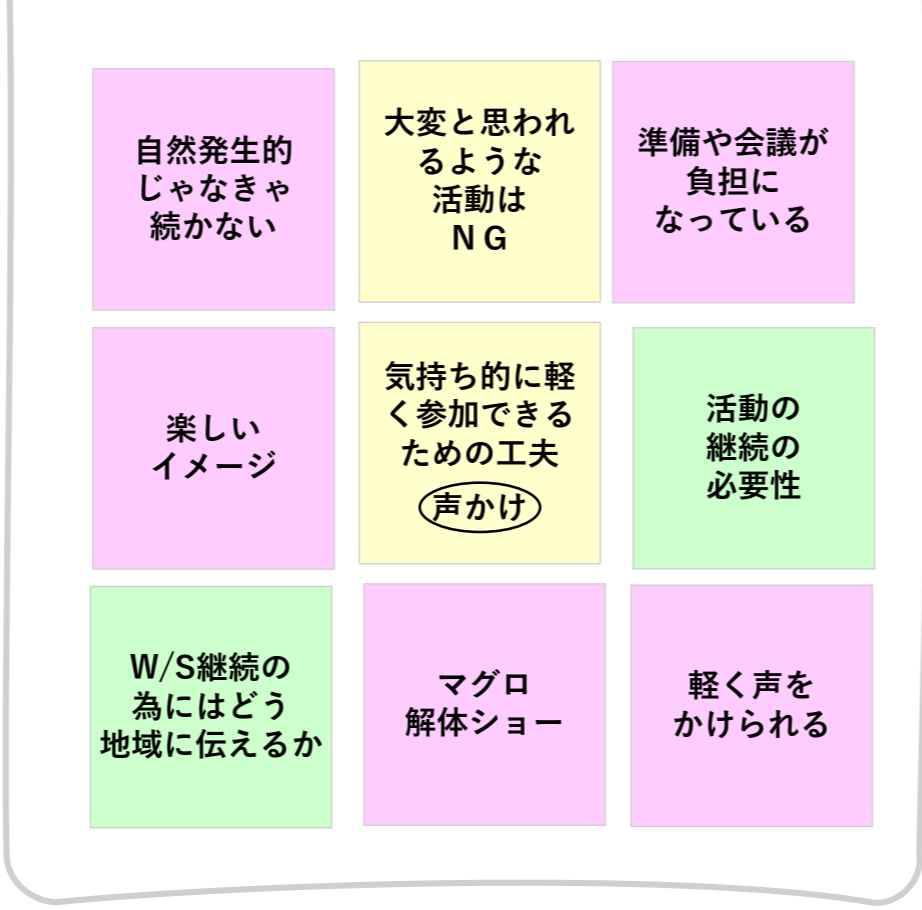 自然発生的
じゃなきゃ
続かない
大変と思われ
るような
活動は
ＮＧ
準備や会議が
負担に
なっている
楽しい
イメージ
気持ち的に軽
く参加できる
ための工夫
声かけ
活動の
継続の
必要性
W/S継続の
為にはどう
地域に伝えるか
マグロ
解体ショー
軽く声を
かけられる